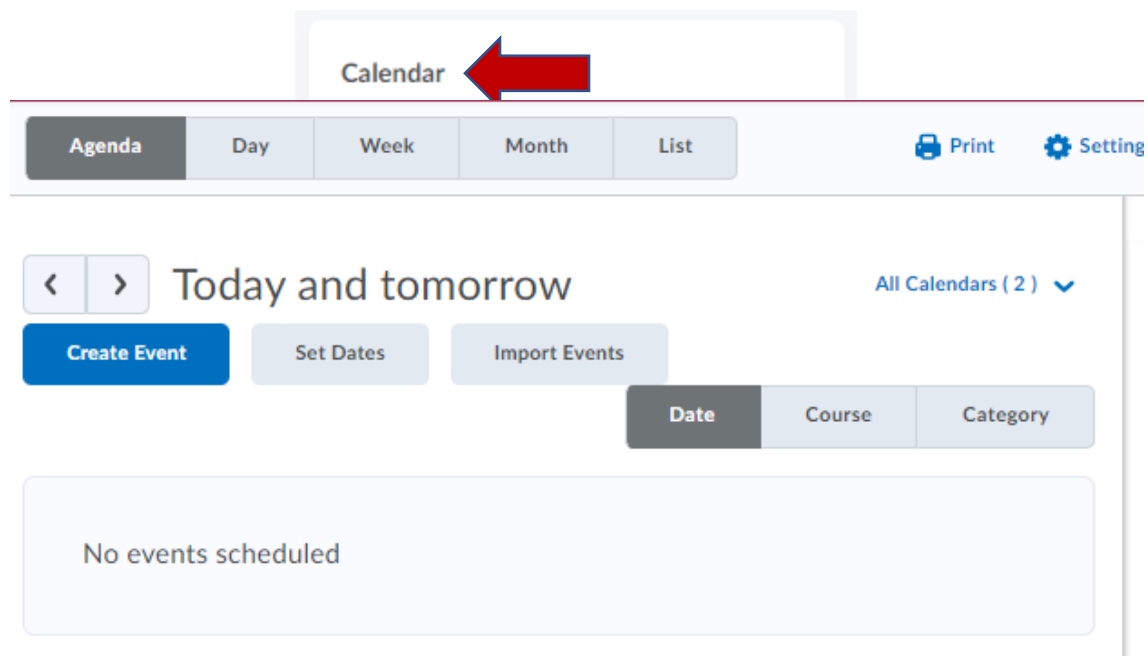 Calendar
Agenda Day Week Month List Print Setting
Today and tomorrow All Calendars ( 2 )
Create Event Set Dates Import Events
Date Course Category
No events scheduled